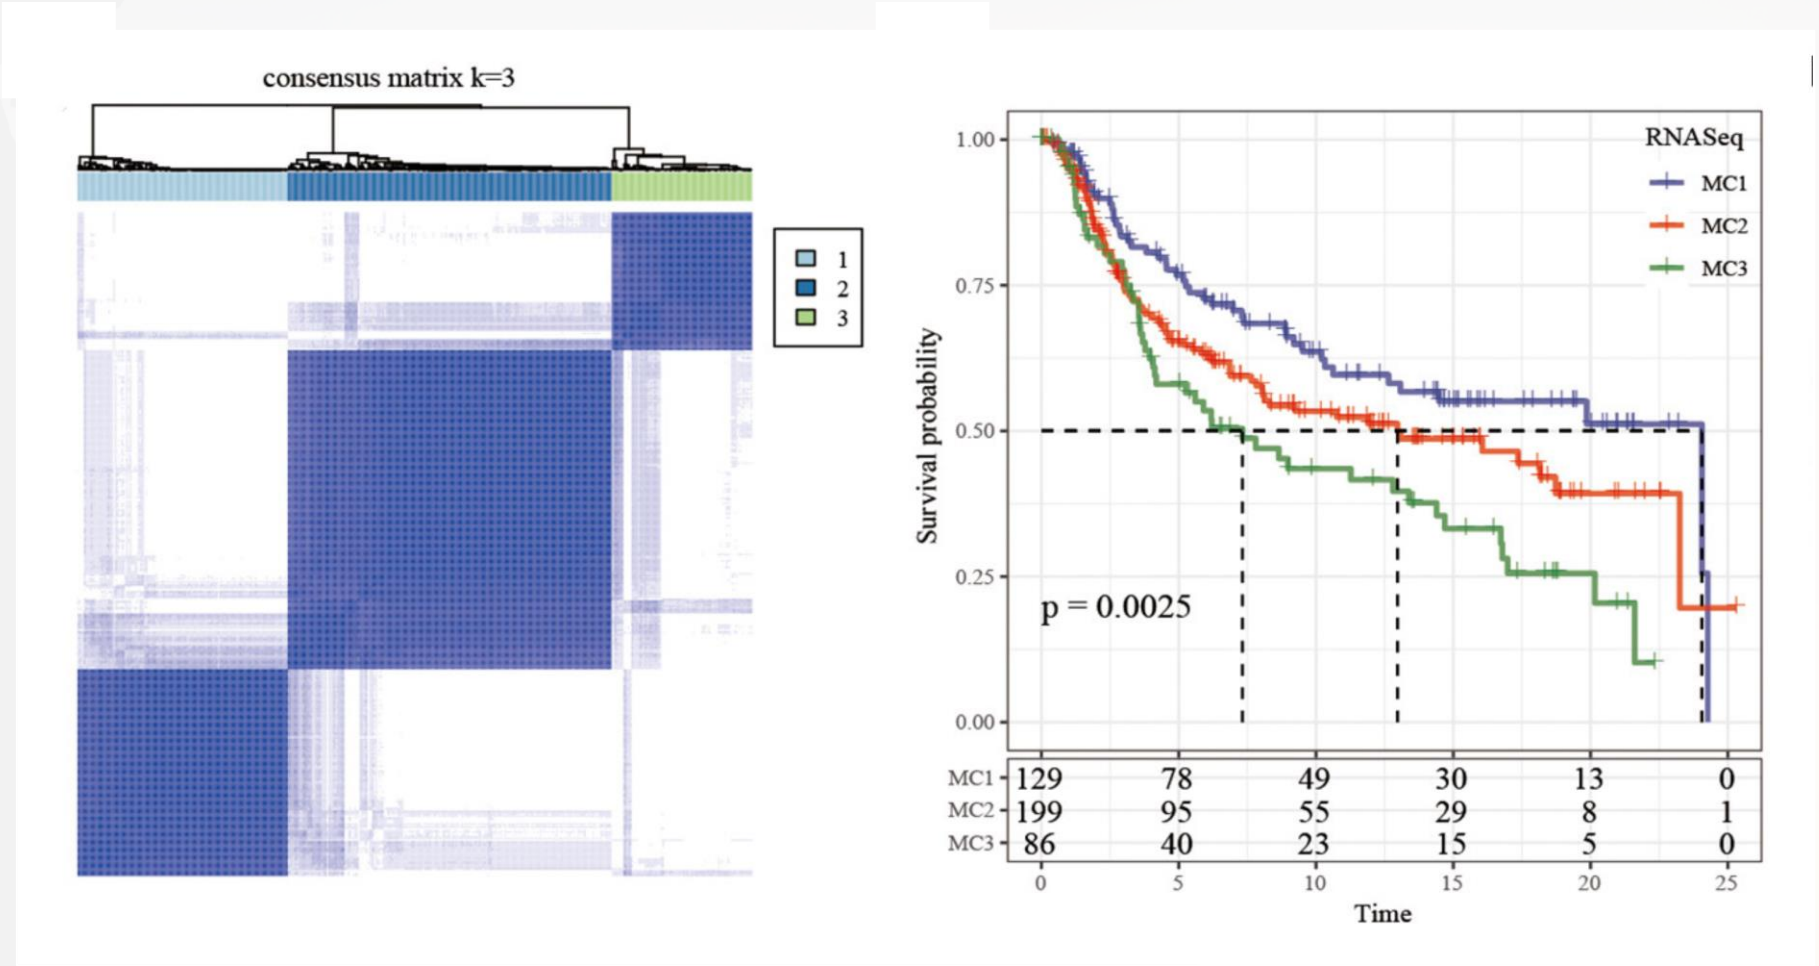 consensus matrix k=3
1
2
3
Survival probability
1.00
0.75
0.50
0.25
0.00
RNASeq
MC1
MC2
MC3
p = 0.0025
MC1 129 78 49 30 13 0
MC2 199 95 55 29 8 1
MC3 86 40 23 15 5 0
0 5 10 15 20 25
Time